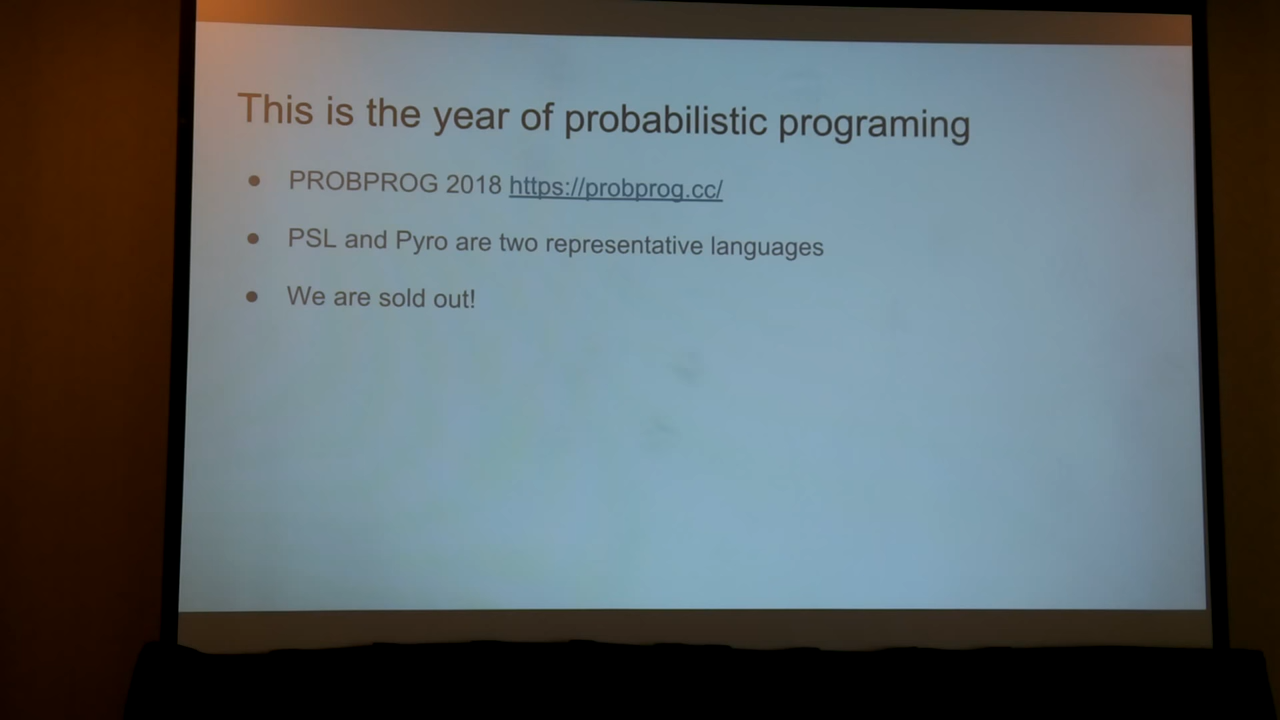 This is the year of probabilistic programing
● PROBPROG 2018 https://probprog.cc/
● PSL and Pyro are two representative languages
● We are sold out!